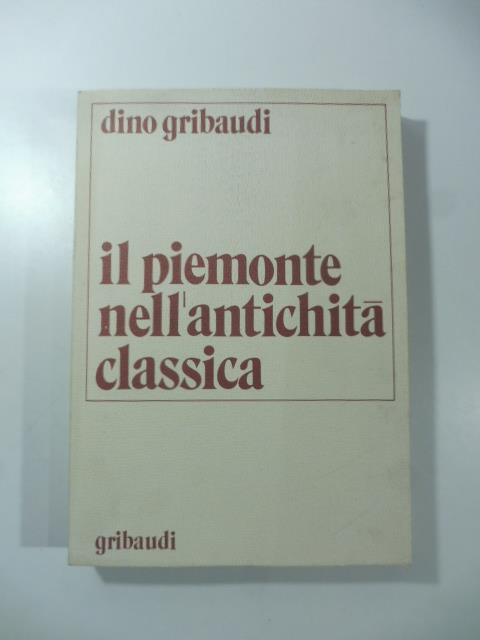 dino gribaudi
il piemonte
nell'antichitā
classica
gribaudi